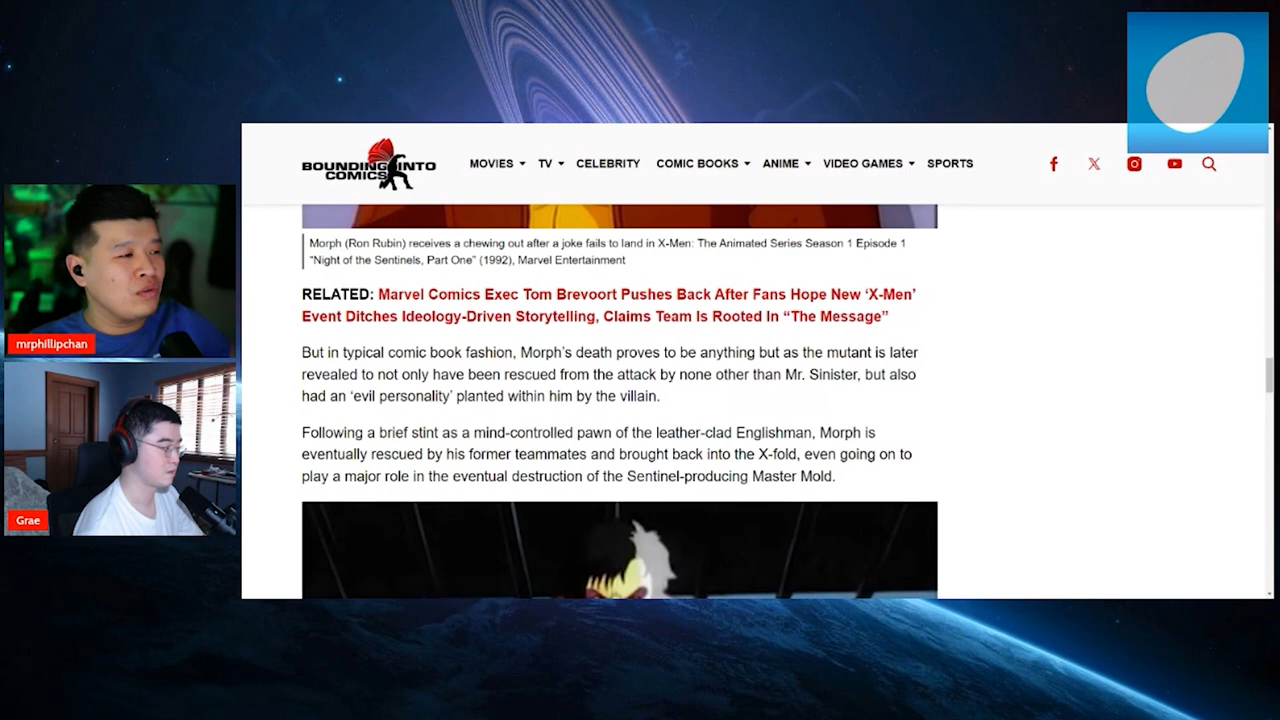 BOUNDING INTO
COMICS
MOVIES TV CELEBRITY COMIC BOOKS ANIME VIDEO GAMES SPORTS
Morph (Ron Rubin) receives a chewing out after a joke fails to land in X-Men: The Animated Series Season 1 Episode 1
“Night of the Sentinels, Part One” (1992), Marvel Entertainment
RELATED: Marvel Comics Exec Tom Brevoort Pushes Back After Fans Hope New ‘X-Men’
Event Ditches Ideology-Driven Storytelling, Claims Team Is Rooted In “The Message”
But in typical comic book fashion, Morph’s death proves to be anything but as the mutant is later
revealed to not only have been rescued from the attack by none other than Mr. Sinister, but also
had an ‘evil personality’ planted within him by the villain.
Following a brief stint as a mind-controlled pawn of the leather-clad Englishman, Morph is
eventually rescued by his former teammates and brought back into the X-fold, even going on to
play a major role in the eventual destruction of the Sentinel-producing Master Mold.
mrphillipchan
Grae